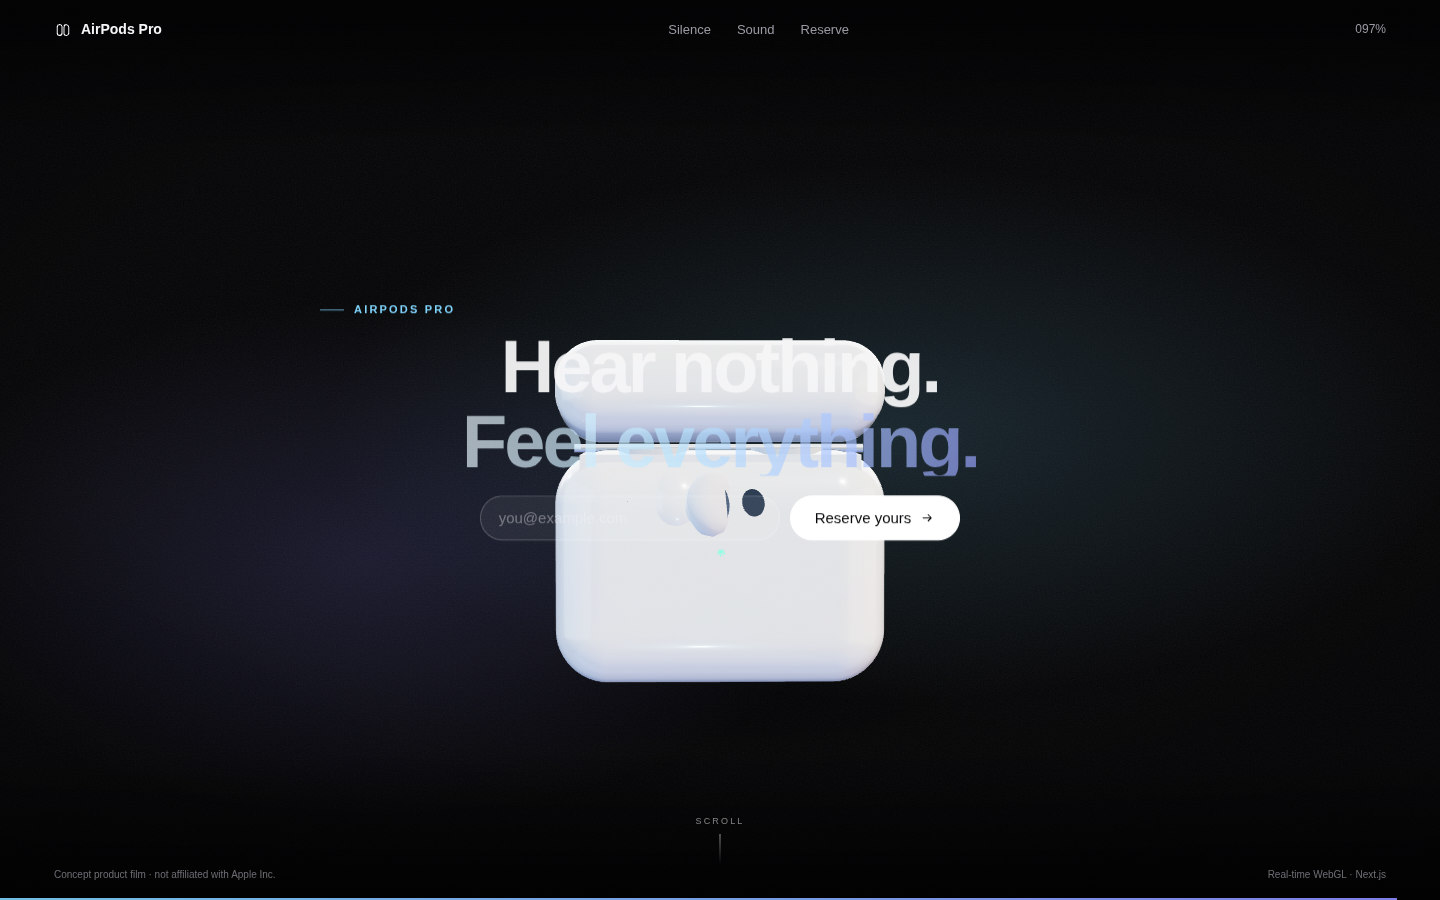 AirPods Pro
Silence
Sound
Reserve
097%
AIRPODS PRO
Hear nothing.
Feel everything.
you@example.com
Reserve yours →
SCROLL
Concept product film · not affiliated with Apple Inc.
Real-time WebGL · Next.js